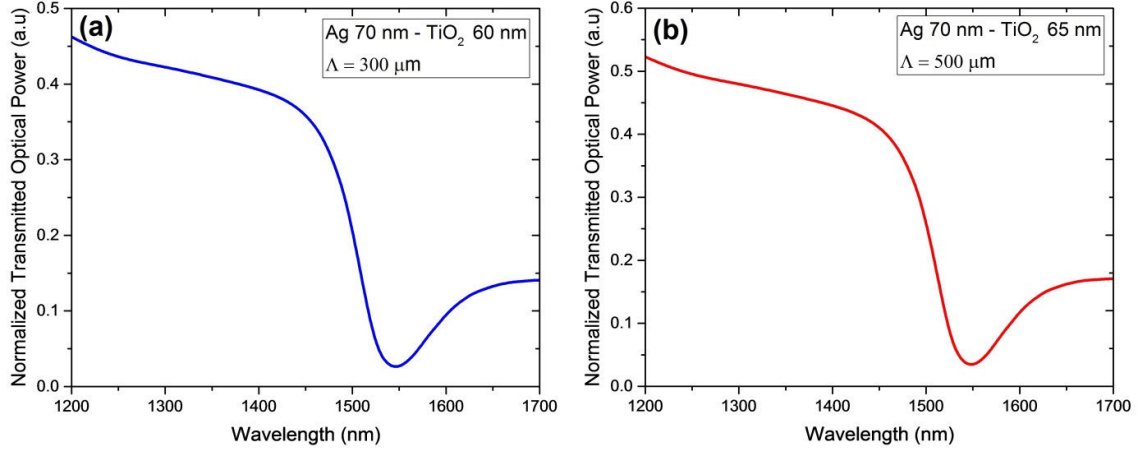 (a)
Ag 70 nm - TiO₂ 60 nm
Λ = 300 μm
Normalized Transmitted Optical Power (a.u)
0.5
0.4
0.3
0.2
0.1
0.0
1200 1300 1400 1500 1600 1700
Wavelength (nm)
(b)
Ag 70 nm - TiO₂ 65 nm
Λ = 500 μm
Normalized Transmitted Optical Power (a.u)
0.6
0.5
0.4
0.3
0.2
0.1
0.0
1200 1300 1400 1500 1600 1700
Wavelength (nm)